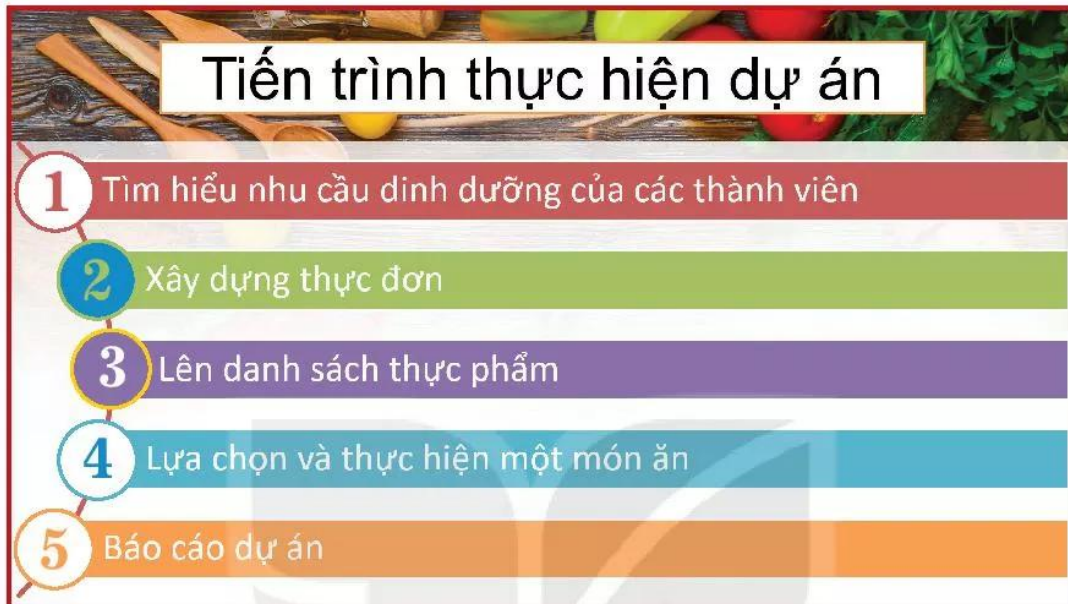 Tiến trình thực hiện dự án
1 Tìm hiểu nhu cầu dinh dưỡng của các thành viên
2 Xây dựng thực đơn
3 Lên danh sách thực phẩm
4 Lựa chọn và thực hiện một món ăn
5 Báo cáo dự án